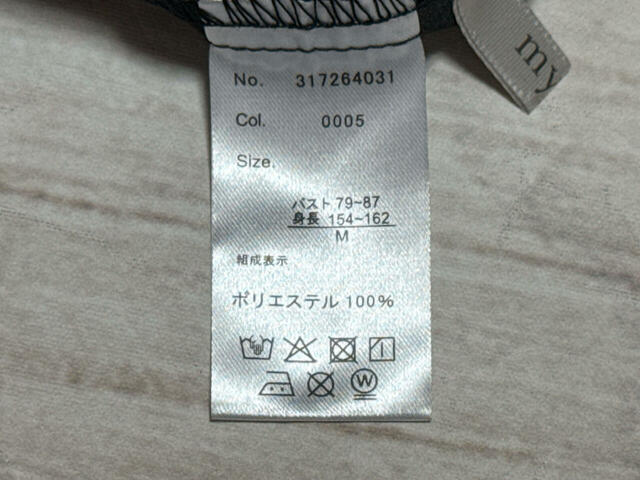 my
No. 317264031
Col. 0005
Size.
バスト 79~87
身長 154~162
M
組成表示
ポリエステル 100%
W